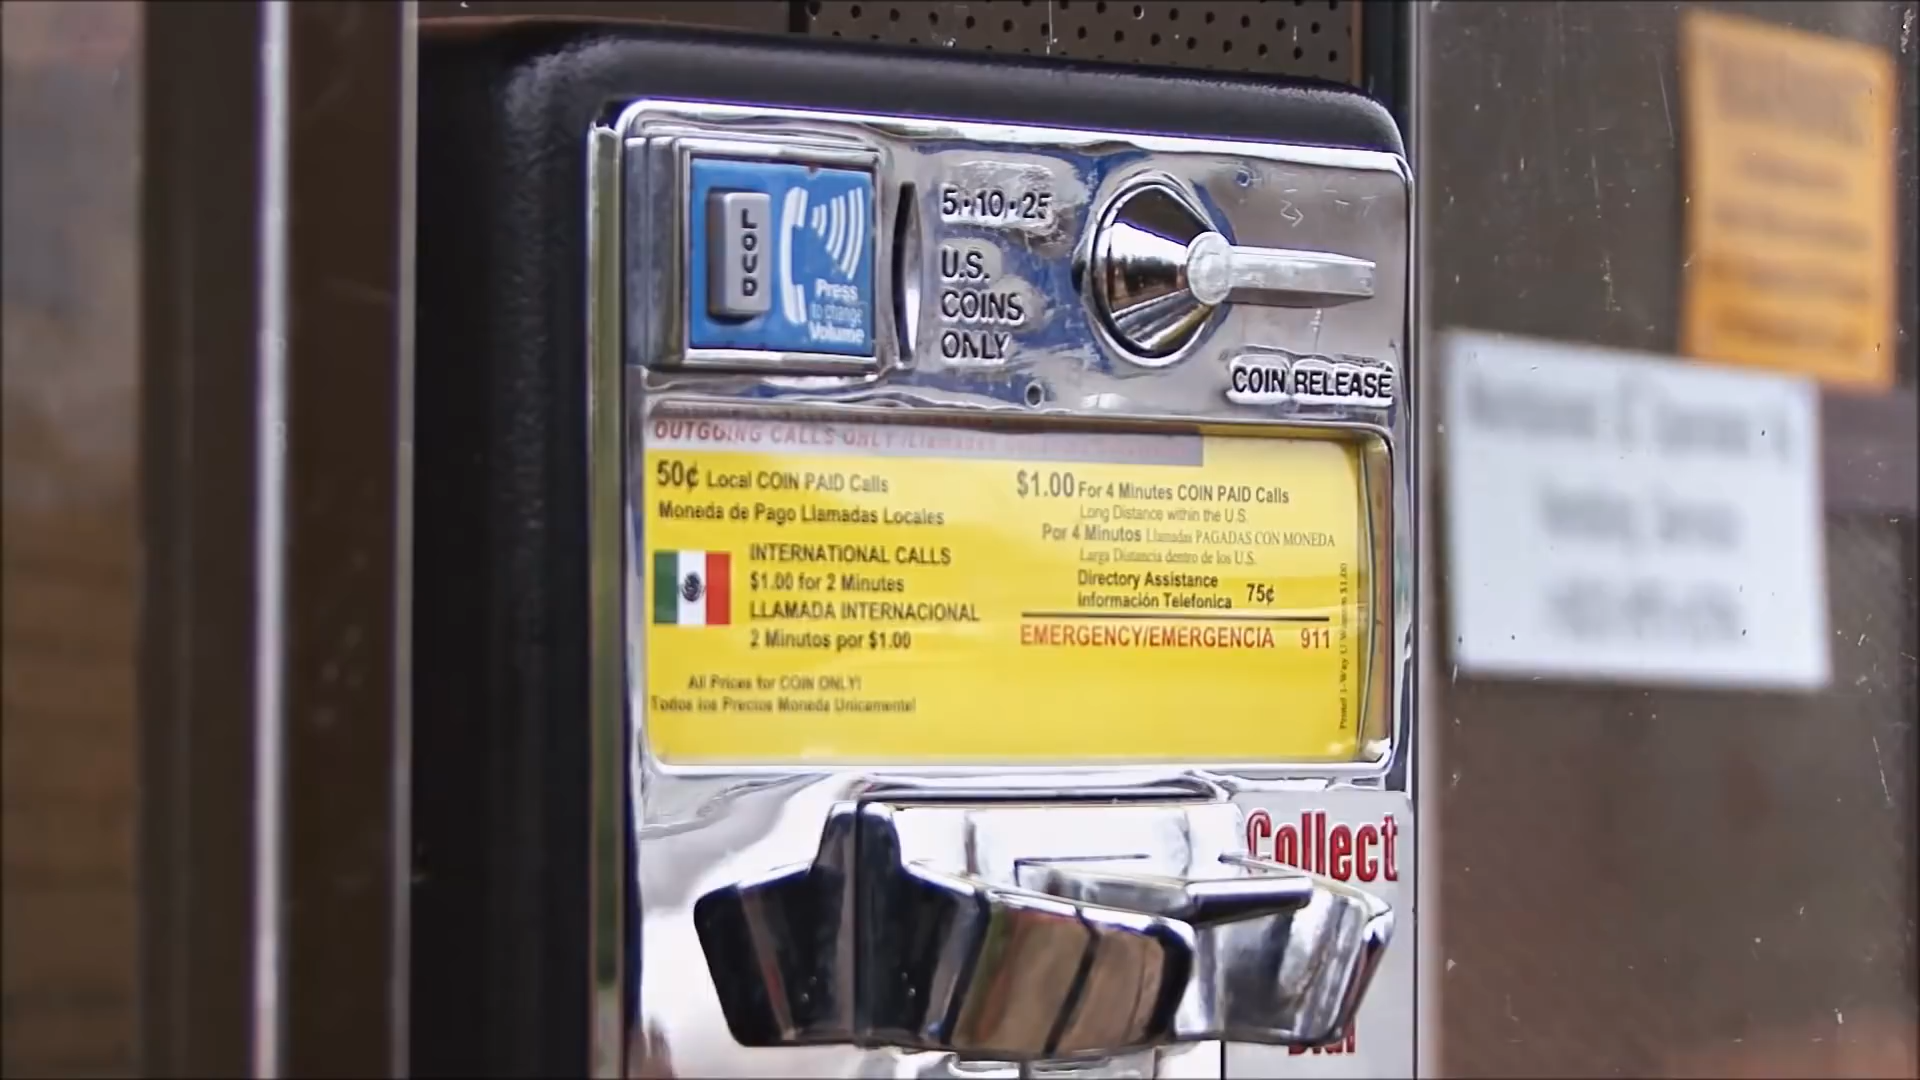 LOUD
Press
to change
Volume
5·10·25
U.S.
COINS
ONLY
COIN RELEASE
OUTGOING CALLS ONLY
50¢ Local COIN PAID Calls
Moneda de Pago Llamadas Locales
INTERNATIONAL CALLS
$1.00 for 2 Minutes
LLAMADA INTERNACIONAL
2 Minutos por $1.00
All Prices for COIN ONLY!
Todos los Precios Moneda Unicamente!
$1.00 For 4 Minutes COIN PAID Calls
Long Distance within the U.S.
Por 4 Minutos Llamadas PAGADAS CON MONEDA
Larga Distancia dentro de los U.S.
Directory Assistance
Información Telefonica 75¢
EMERGENCY/EMERGENCIA 911
Collect